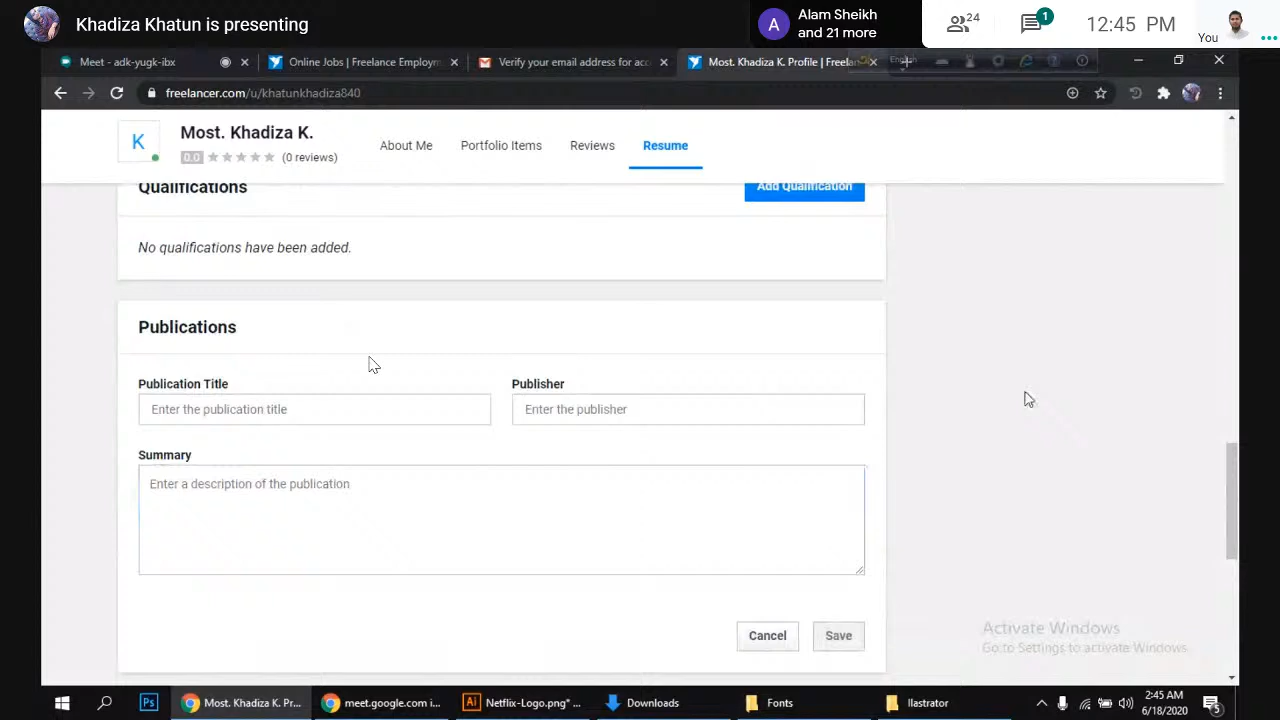 Khadiza Khatun is presenting
A
Alam Sheikh
and 21 more
24
1
12:45 PM
You
Meet - adk-yugk-ibx
Online Jobs | Freelance Employm
Verify your email address for acc
Most. Khadiza K. Profile | Freelan
English
freelancer.com/u/khatunkhadiza840
K
Most. Khadiza K.
0.0
(0 reviews)
About Me
Portfolio Items
Reviews
Resume
Qualifications
Add Qualification
No qualifications have been added.
Publications
Publication Title
Publisher
Enter the publication title
Enter the publisher
Summary
Enter a description of the publication
Cancel
Save
Activate Windows
Go to Settings to activate Windows.
Ps
Most. Khadiza K. Pr...
meet.google.com i...
Ai
Netflix-Logo.png* ...
Downloads
Fonts
Ilastrator
2:45 AM
6/18/2020
5